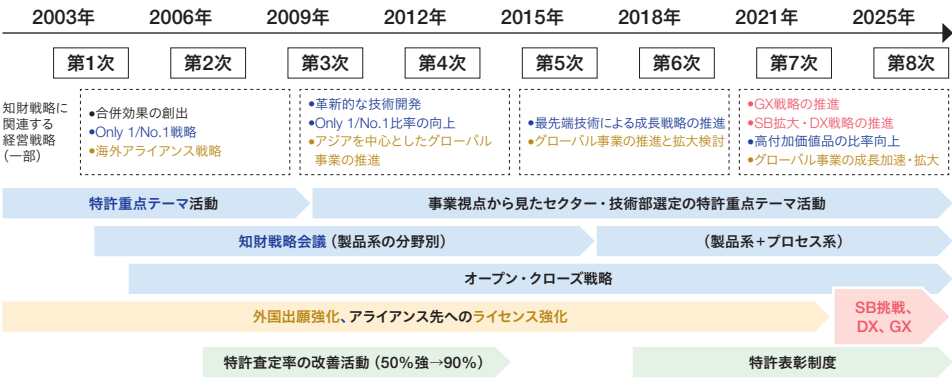 2003年 2006年 2009年 2012年 2015年 2018年 2021年 2025年
第1次 第2次 第3次 第4次 第5次 第6次 第7次 第8次
知財戦略に
関連する
経営戦略
（一部）
●合併効果の創出
●Only 1/No.1戦略
●海外アライアンス戦略
●革新的な技術開発
●Only 1/No.1比率の向上
●アジアを中心としたグローバル
事業の推進
●最先端技術による成長戦略の推進
●グローバル事業の推進と拡大検討
●GX戦略の推進
●SB拡大・DX戦略の推進
●高付加価値品の比率向上
●グローバル事業の成長加速・拡大
特許重点テーマ活動
事業視点から見たセクター・技術部選定の特許重点テーマ活動
知財戦略会議（製品系の分野別）
（製品系＋プロセス系）
オープン・クローズ戦略
外国出願強化、アライアンス先へのライセンス強化
SB挑戦、
DX、GX
特許査定率の改善活動（50％強→90％）
特許表彰制度